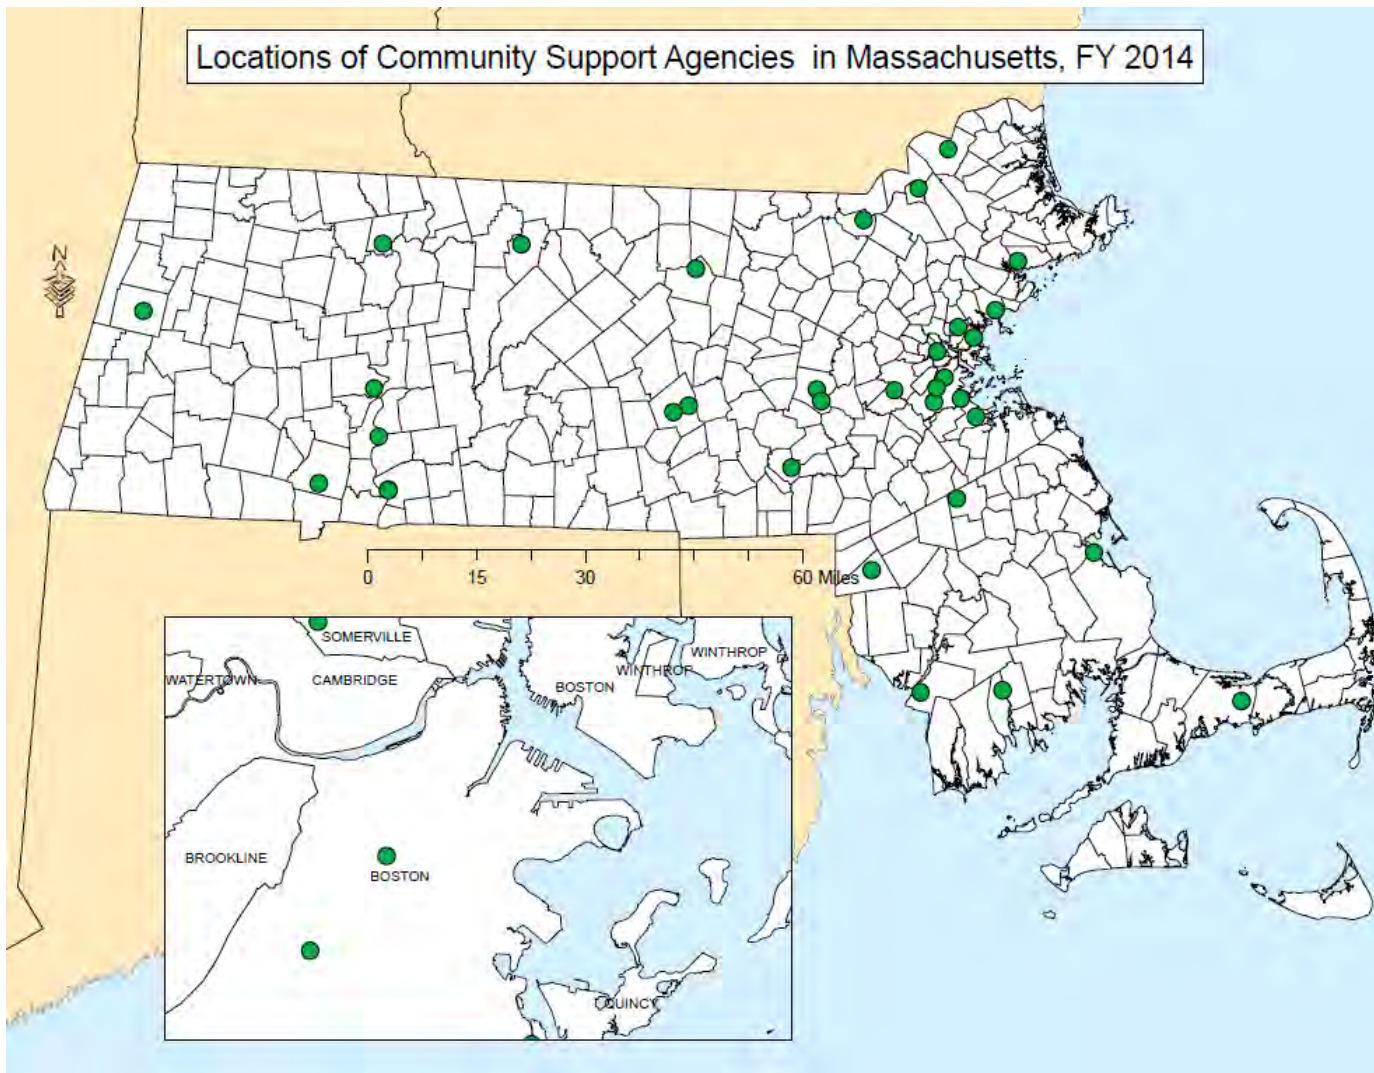 Locations of Community Support Agencies in Massachusetts, FY 2014
N
0 15 30 60 Miles
SOMERVILLE
WINTHROP
WATERTOWN
CAMBRIDGE
WINTHROP
BOSTON
BROOKLINE
BOSTON
QUINCY